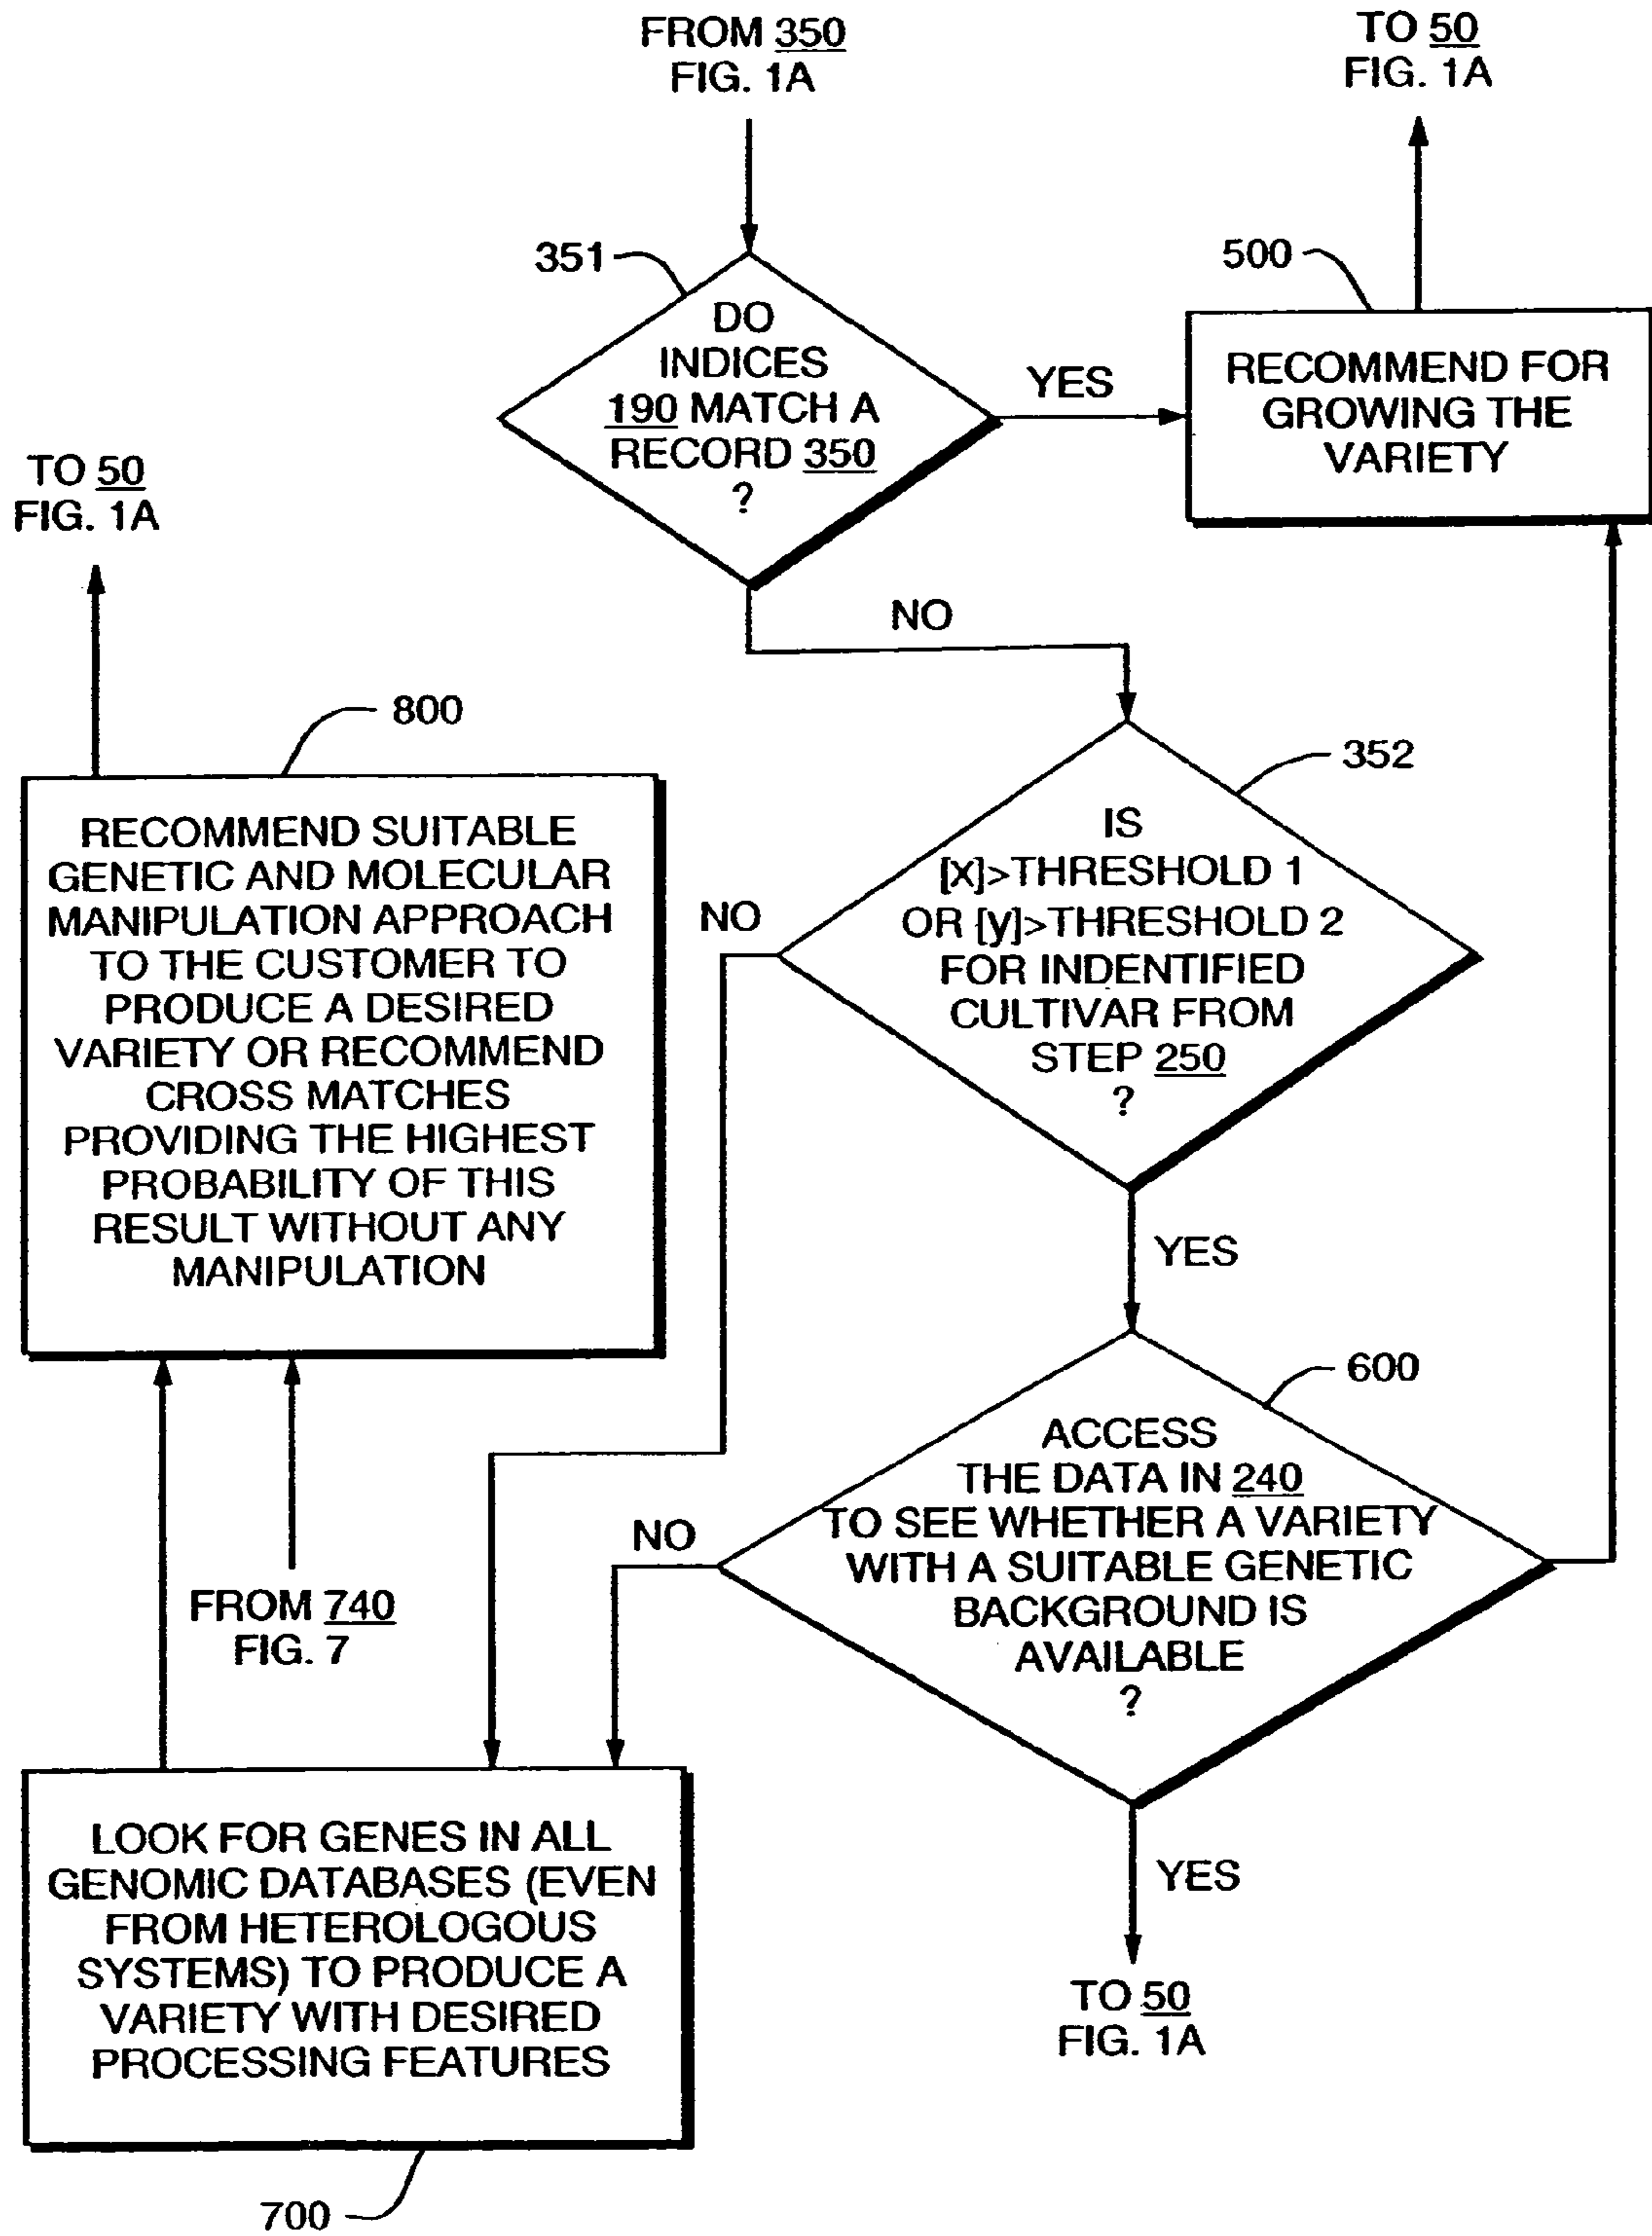 FROM 350
FIG. 1A
TO 50
FIG. 1A
351
DO
INDICES
190 MATCH A
RECORD 350
?
YES
500
RECOMMEND FOR
GROWING THE
VARIETY
TO 50
FIG. 1A
NO
800
RECOMMEND SUITABLE
GENETIC AND MOLECULAR
MANIPULATION APPROACH
TO THE CUSTOMER TO
PRODUCE A DESIRED
VARIETY OR RECOMMEND
CROSS MATCHES
PROVIDING THE HIGHEST
PROBABILITY OF THIS
RESULT WITHOUT ANY
MANIPULATION
352
IS
[x]>THRESHOLD 1
OR [y]>THRESHOLD 2
FOR INDENTIFIED
CULTIVAR FROM
STEP 250
?
NO
YES
600
ACCESS
THE DATA IN 240
TO SEE WHETHER A VARIETY
WITH A SUITABLE GENETIC
BACKGROUND IS
AVAILABLE
?
NO
FROM 740
FIG. 7
YES
TO 50
FIG. 1A
LOOK FOR GENES IN ALL
GENOMIC DATABASES (EVEN
FROM HETEROLOGOUS
SYSTEMS) TO PRODUCE A
VARIETY WITH DESIRED
PROCESSING FEATURES
700